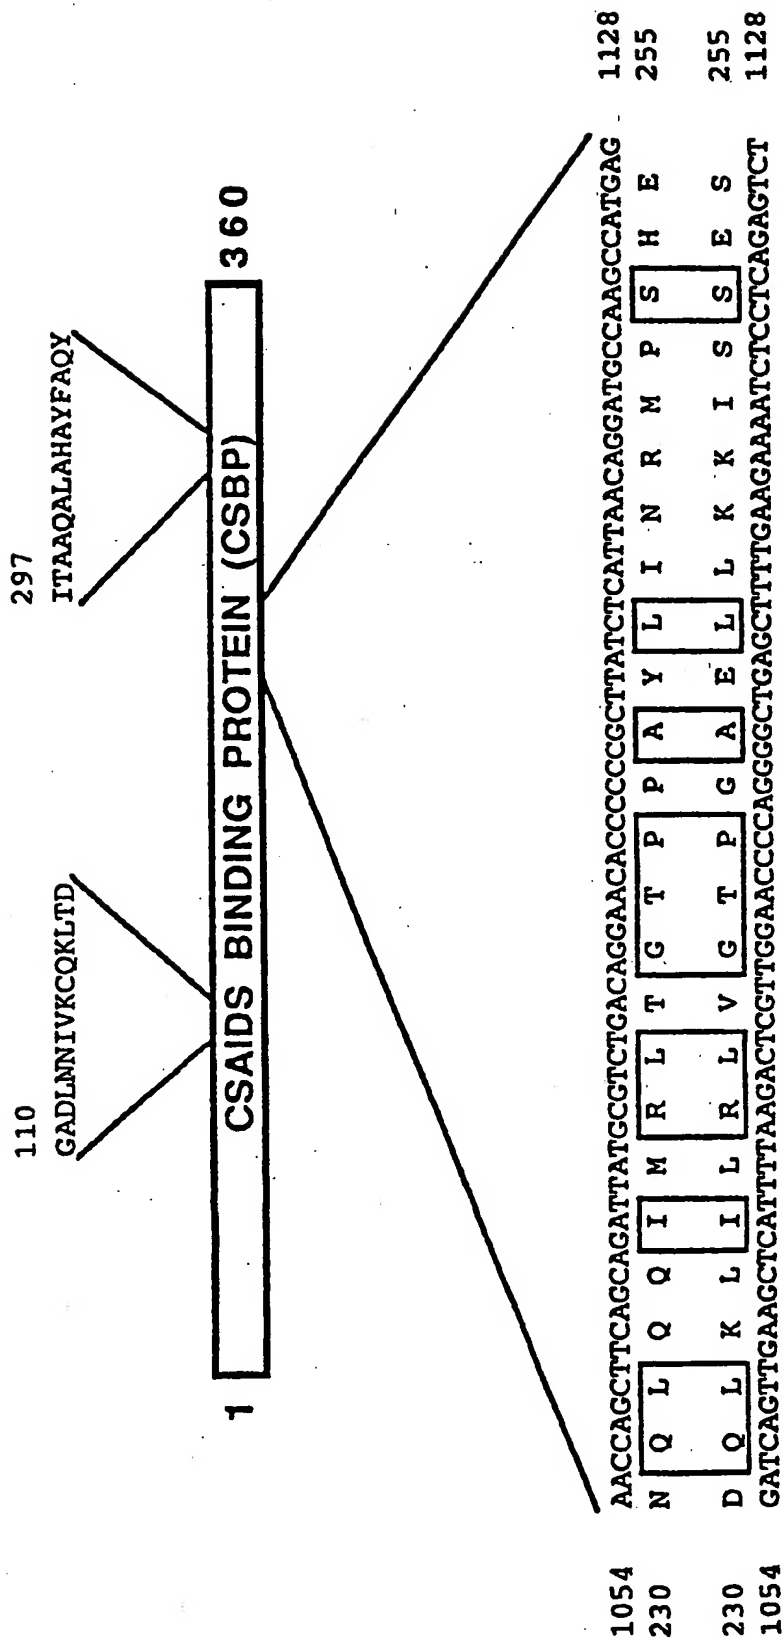 110 297
GADLNNIVKCQKLTD ITAAQALAHAYFAQY
1 CSAIDS BINDING PROTEIN (CSBP) 360
1054 AACCAGCTTCAGCAGATTATGCGTCTGACAGGAACACCCCCCGCTTATCTCATTAACAGGATGCCAAGCCATGAG 1128
230 N Q L Q Q I M R L T G T P P A Y L I N R M P S H E 255
230 D Q L K L I L R L V G T P G A E L L K K I S S E S 255
1054 GATCAGTTGAAGCTCATTTTAAGACTCGTTGGAACCCCAGGGGCTGAGCTTTTGAAGAAAATCTCCTCAGAGTCT 1128